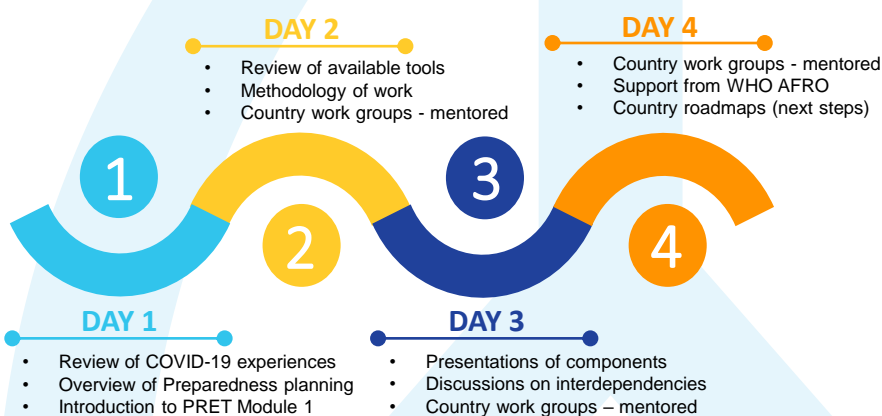 DAY 1
1
• Review of COVID-19 experiences
• Overview of Preparedness planning
• Introduction to PRET Module 1
DAY 2
2
• Review of available tools
• Methodology of work
• Country work groups - mentored
DAY 3
3
• Presentations of components
• Discussions on interdependencies
• Country work groups – mentored
DAY 4
4
• Country work groups - mentored
• Support from WHO AFRO
• Country roadmaps (next steps)